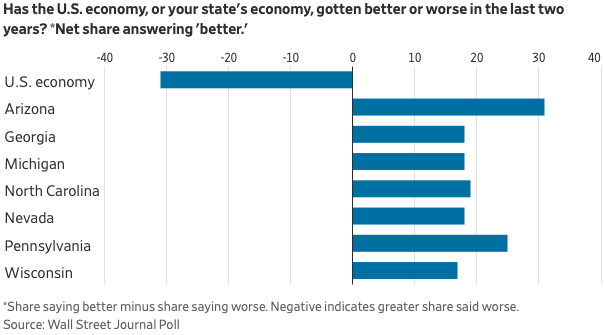 Has the U.S. economy, or your state's economy, gotten better or worse in the last two
years? *Net share answering 'better.'
-40 -30 -20 -10 0 10 20 30 40
U.S. economy
Arizona
Georgia
Michigan
North Carolina
Nevada
Pennsylvania
Wisconsin
*Share saying better minus share saying worse. Negative indicates greater share said worse.
Source: Wall Street Journal Poll